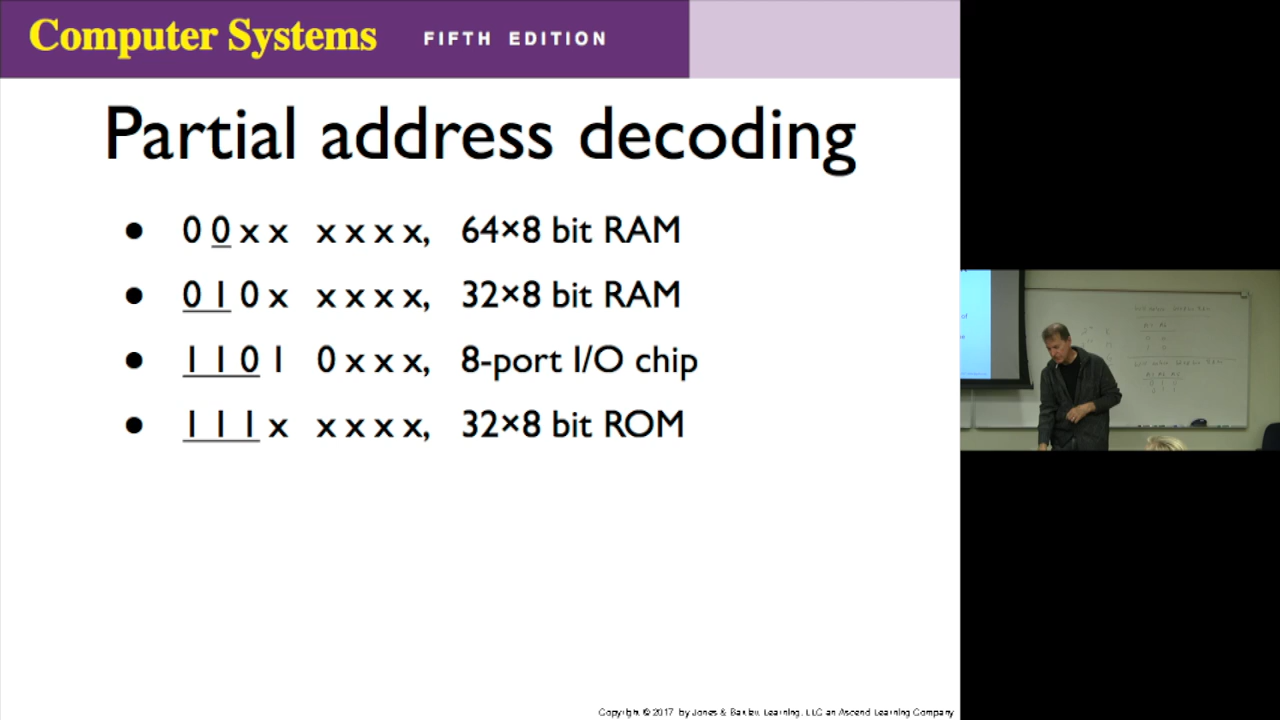 Computer Systems FIFTH EDITION
Partial address decoding
• 0 0 x x x x x x, 64×8 bit RAM
• 0 1 0 x x x x x, 32×8 bit RAM
• 1 1 0 1 0 x x x, 8-port I/O chip
• 1 1 1 x x x x x, 32×8 bit ROM
Copyright © 2017 by Jones & Bartlett Learning, LLC an Ascend Learning Company